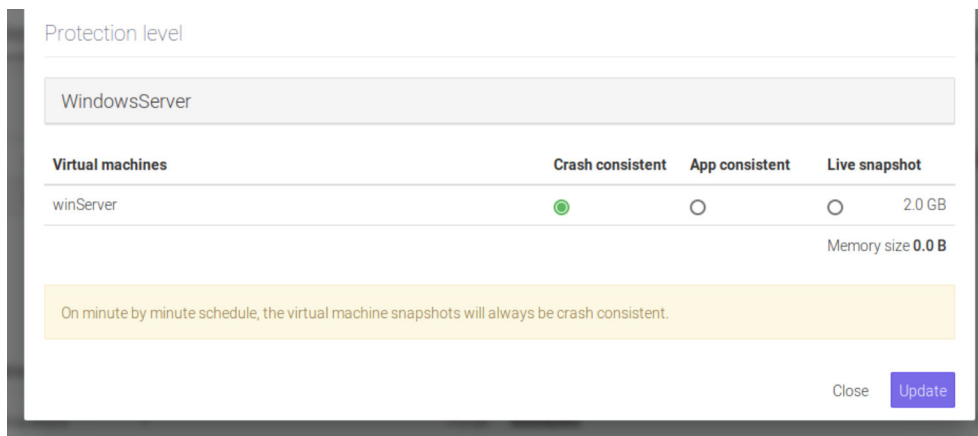 Protection level
WindowsServer
Virtual machines Crash consistent App consistent Live snapshot
winServer 2.0 GB
Memory size 0.0 B
On minute by minute schedule, the virtual machine snapshots will always be crash consistent.
Close Update